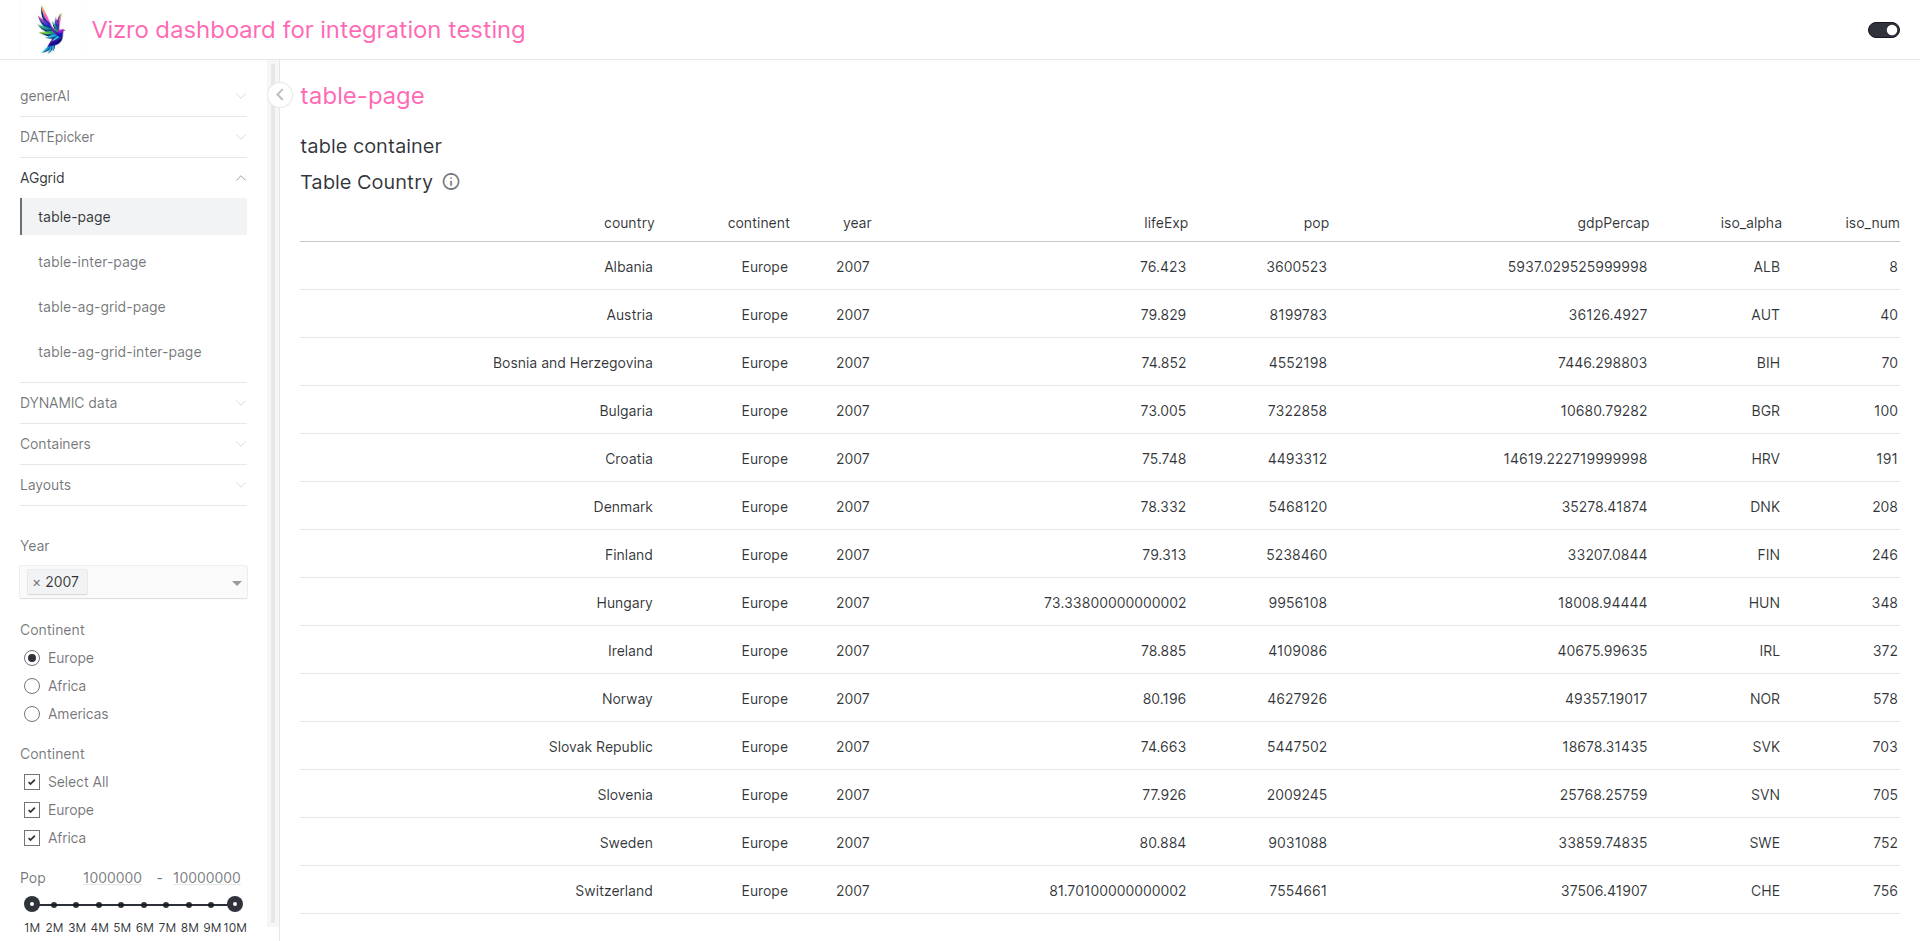 Vizro dashboard for integration testing
generAI
DATEpicker
AGgrid
table-page
table-inter-page
table-ag-grid-page
table-ag-grid-inter-page
DYNAMIC data
Containers
Layouts
Year
× 2007
Continent
Europe
Africa
Americas
Continent
Select All
Europe
Africa
Pop 1000000 - 10000000
1M 2M 3M 4M 5M 6M 7M 8M 9M 10M
table-page
table container
Table Country
country continent year lifeExp pop gdpPercap iso_alpha iso_num
Albania Europe 2007 76.423 3600523 5937.029525999998 ALB 8
Austria Europe 2007 79.829 8199783 36126.4927 AUT 40
Bosnia and Herzegovina Europe 2007 74.852 4552198 7446.298803 BIH 70
Bulgaria Europe 2007 73.005 7322858 10680.79282 BGR 100
Croatia Europe 2007 75.748 4493312 14619.222719999998 HRV 191
Denmark Europe 2007 78.332 5468120 35278.41874 DNK 208
Finland Europe 2007 79.313 5238460 33207.0844 FIN 246
Hungary Europe 2007 73.33800000000002 9956108 18008.94444 HUN 348
Ireland Europe 2007 78.885 4109086 40675.99635 IRL 372
Norway Europe 2007 80.196 4627926 49357.19017 NOR 578
Slovak Republic Europe 2007 74.663 5447502 18678.31435 SVK 703
Slovenia Europe 2007 77.926 2009245 25768.25759 SVN 705
Sweden Europe 2007 80.884 9031088 33859.74835 SWE 752
Switzerland Europe 2007 81.70100000000002 7554661 37506.41907 CHE 756